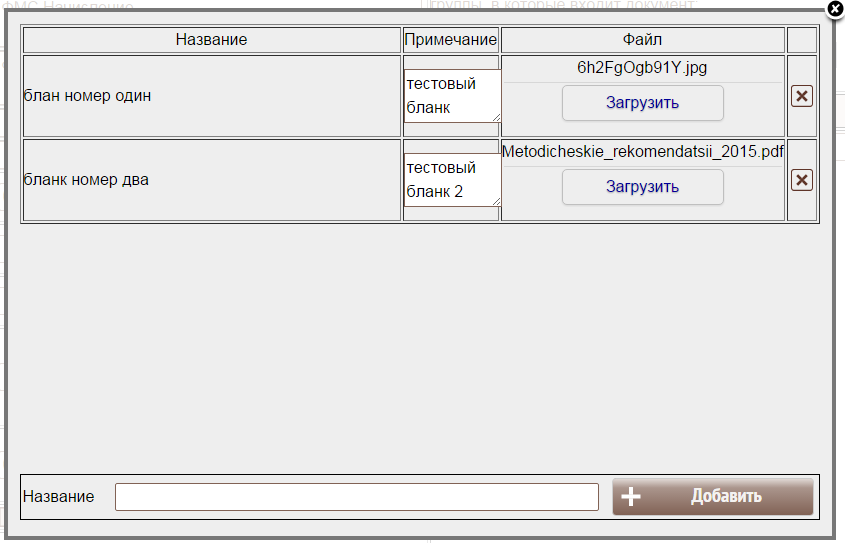 ФМС Начисление
группы, в которые входит документ:
Название Примечание Файл
блан номер один
тестовый
бланк
6h2FgOgb91Y.jpg
Загрузить
бланк номер два
тестовый
бланк 2
Metodicheskie_rekomendatsii_2015.pdf
Загрузить
Название
Добавить